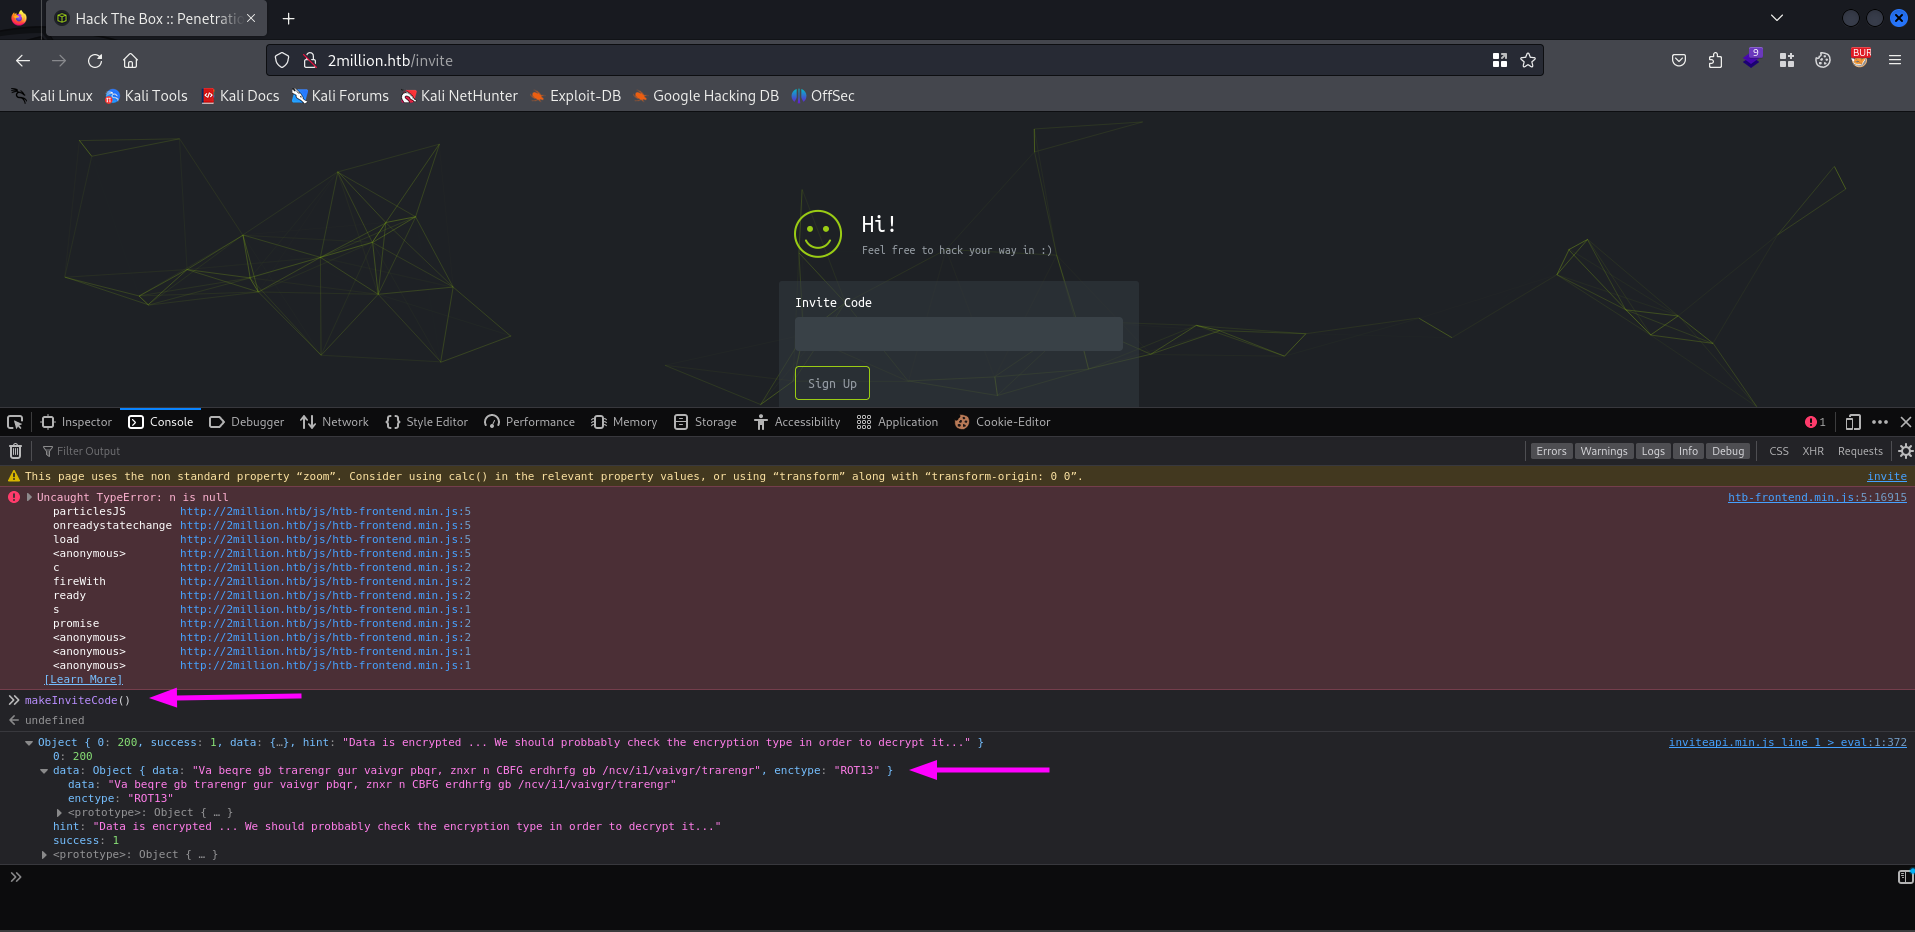 Hack The Box :: Penetratio
2million.htb/invite
9
BUR
Kali Linux Kali Tools Kali Docs Kali Forums Kali NetHunter Exploit-DB Google Hacking DB OffSec
Hi!
Feel free to hack your way in :)
Invite Code
Sign Up
Inspector Console Debugger Network Style Editor Performance Memory Storage Accessibility Application Cookie-Editor 1
Filter Output Errors Warnings Logs Info Debug CSS XHR Requests
This page uses the non standard property “zoom”. Consider using calc() in the relevant property values, or using “transform” along with “transform-origin: 0 0”. invite
Uncaught TypeError: n is null htb-frontend.min.js:5:16915
particlesJS http://2million.htb/js/htb-frontend.min.js:5
onreadystatechange http://2million.htb/js/htb-frontend.min.js:5
load http://2million.htb/js/htb-frontend.min.js:5
<anonymous> http://2million.htb/js/htb-frontend.min.js:5
c http://2million.htb/js/htb-frontend.min.js:2
fireWith http://2million.htb/js/htb-frontend.min.js:2
ready http://2million.htb/js/htb-frontend.min.js:2
s http://2million.htb/js/htb-frontend.min.js:1
promise http://2million.htb/js/htb-frontend.min.js:2
<anonymous> http://2million.htb/js/htb-frontend.min.js:2
<anonymous> http://2million.htb/js/htb-frontend.min.js:1
<anonymous> http://2million.htb/js/htb-frontend.min.js:1
[Learn More]
makeInviteCode()
undefined
Object { 0: 200, success: 1, data: {…}, hint: "Data is encrypted ... We should probbably check the encryption type in order to decrypt it..." } inviteapi.min.js line 1 > eval:1:372
0: 200
data: Object { data: "Va beqre gb trarengr gur vaivgr pbqr, znxr n CBFG erdhrfg gb /ncv/i1/vaivgr/trarengr", enctype: "ROT13" }
data: "Va beqre gb trarengr gur vaivgr pbqr, znxr n CBFG erdhrfg gb /ncv/i1/vaivgr/trarengr"
enctype: "ROT13"
<prototype>: Object { … }
hint: "Data is encrypted ... We should probbably check the encryption type in order to decrypt it..."
success: 1
<prototype>: Object { … }